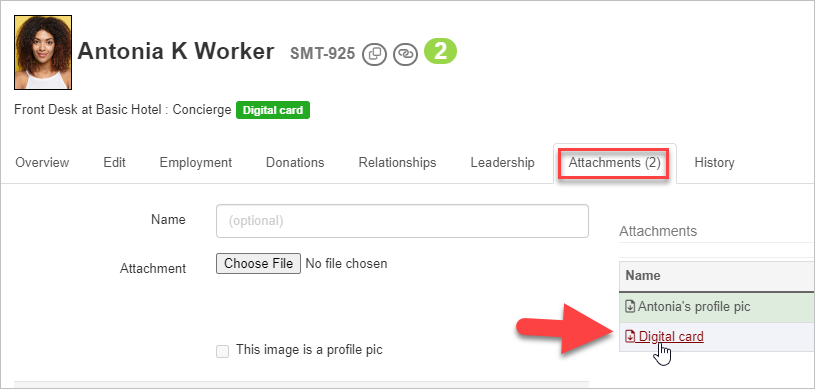 Antonia K Worker SMT-925 2
Front Desk at Basic Hotel : Concierge Digital card
Overview Edit Employment Donations Relationships Leadership Attachments (2) History
Name (optional)
Attachments
Attachment Choose File No file chosen
Name
Antonia's profile pic
Digital card
This image is a profile pic